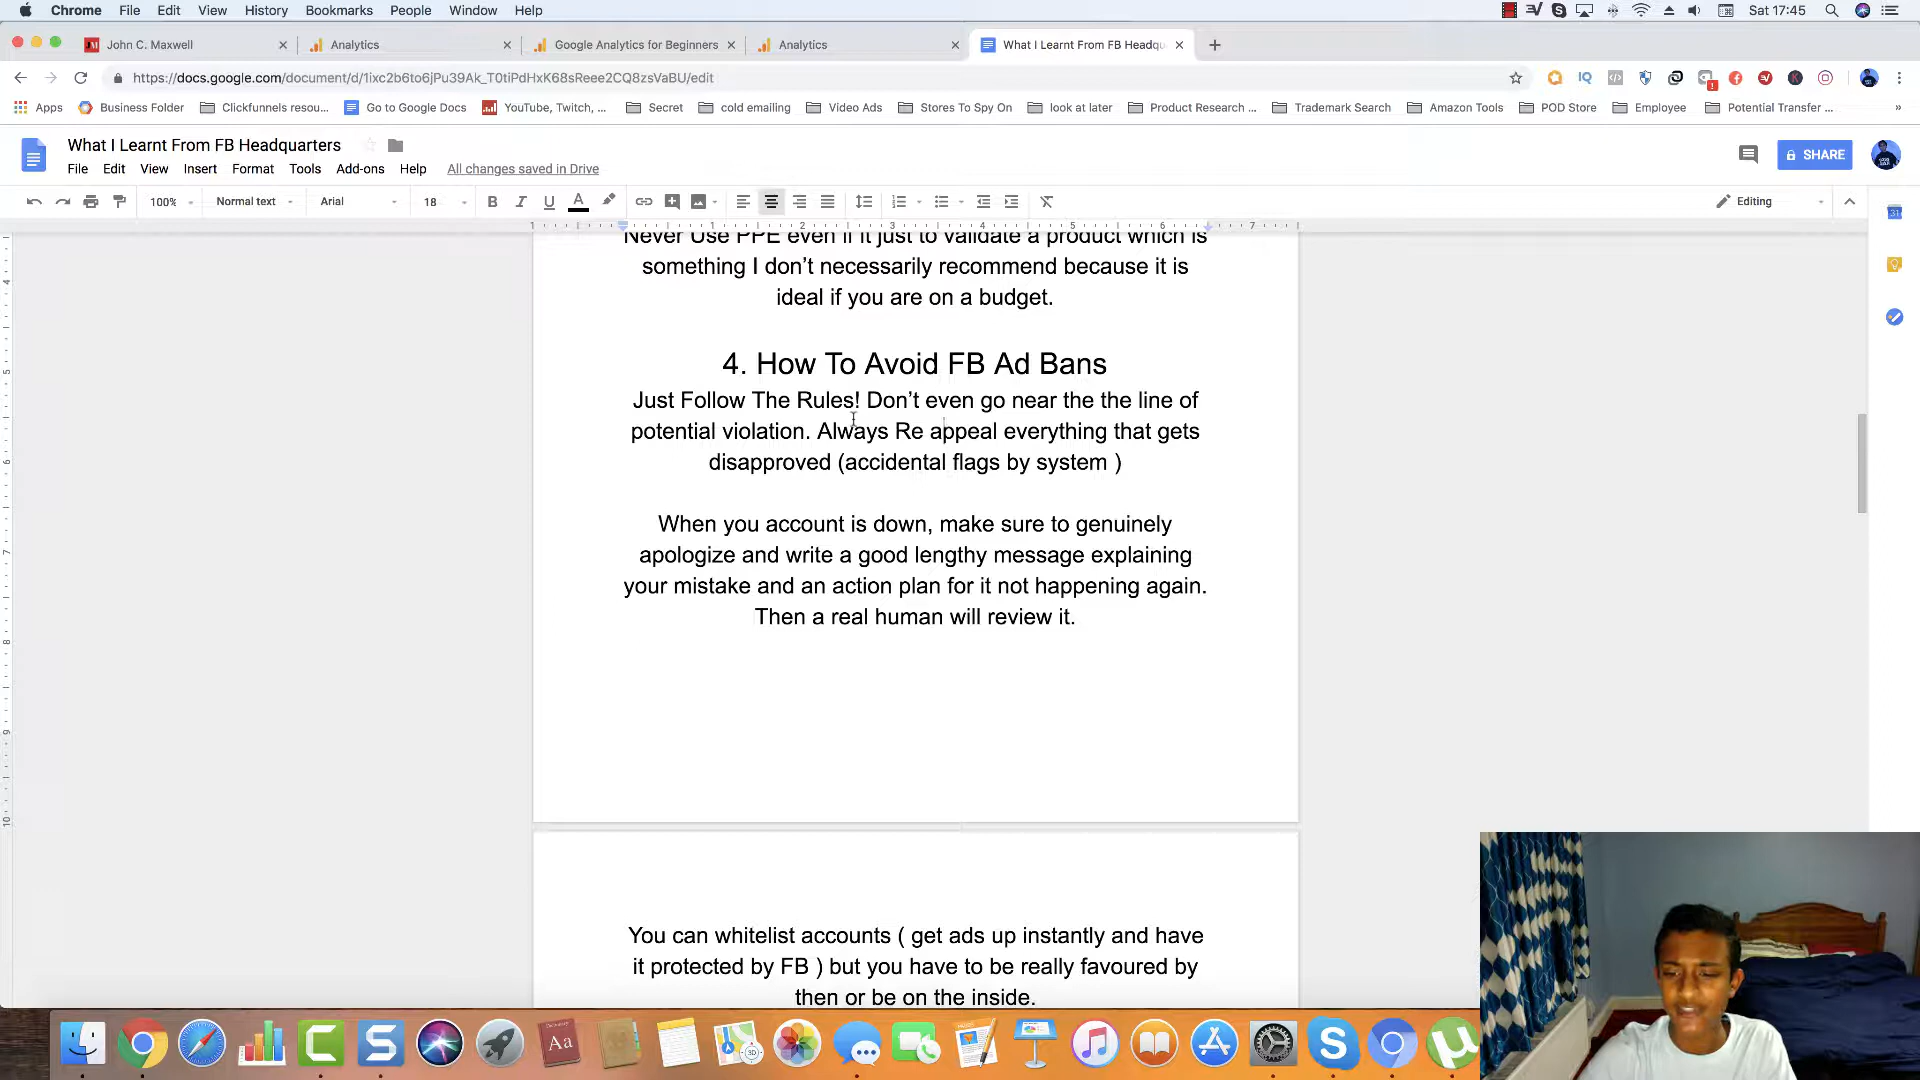 Chrome File Edit View History Bookmarks People Window Help Sat 17:45
John C. Maxwell Analytics Google Analytics for Beginners Analytics What I Learnt From FB Headqu
https://docs.google.com/document/d/1ixc2b6to6jPu39Ak_T0tiPdHxK68sReee2CQ8zsVaBU/edit
Apps Business Folder Clickfunnels resou... Go to Google Docs YouTube, Twitch, ... Secret cold emailing Video Ads Stores To Spy On look at later Product Research ... Trademark Search Amazon Tools POD Store Employee Potential Transfer ... »
What I Learnt From FB Headquarters
SHARE
File Edit View Insert Format Tools Add-ons Help All changes saved in Drive
100% Normal text Arial 18 B I U A Editing
1 1 2 3 4 5 6 7
Never Use PPE even if it just to validate a product which is
something I don't necessarily recommend because it is
ideal if you are on a budget.
4. How To Avoid FB Ad Bans
Just Follow The Rules! Don't even go near the the line of
potential violation. Always Re appeal everything that gets
disapproved (accidental flags by system )
When you account is down, make sure to genuinely
apologize and write a good lengthy message explaining
your mistake and an action plan for it not happening again.
Then a real human will review it.
You can whitelist accounts ( get ads up instantly and have
it protected by FB ) but you have to be really favoured by
then or be on the inside.